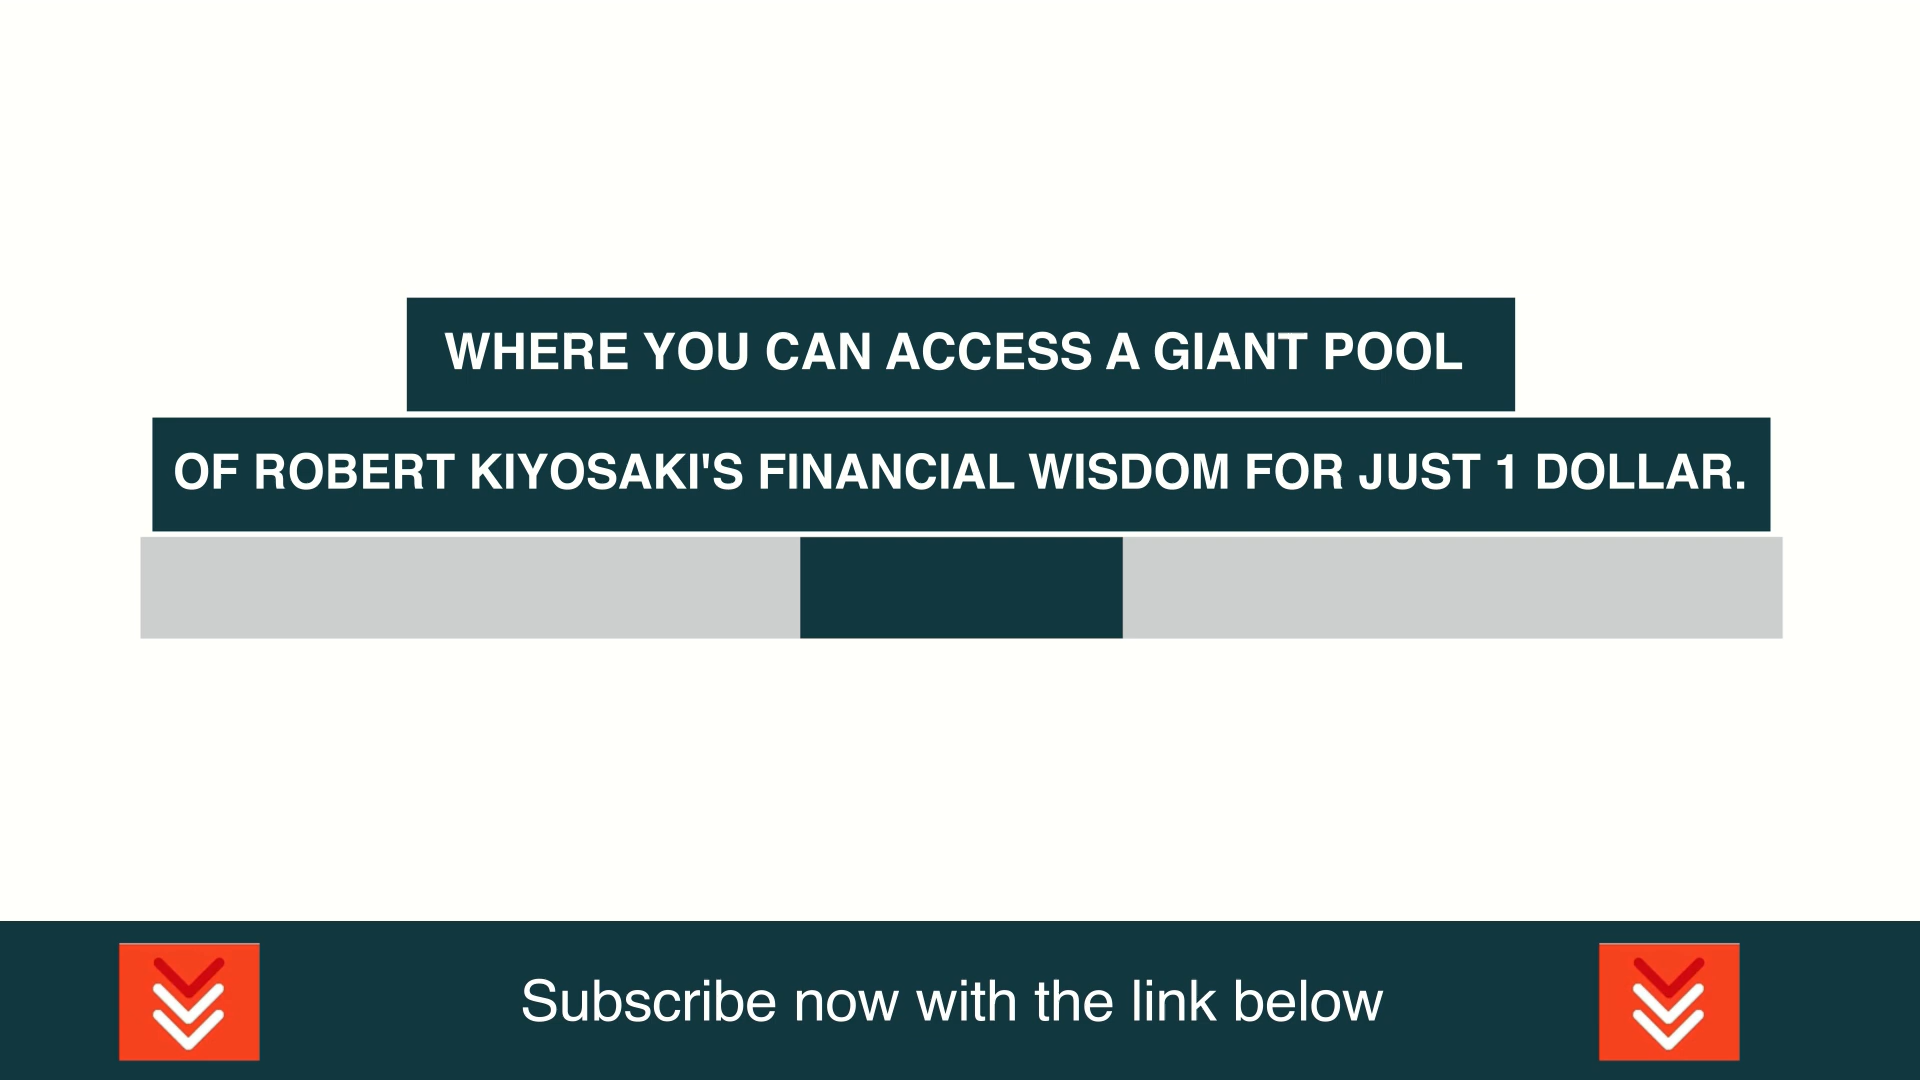 WHERE YOU CAN ACCESS A GIANT POOL
OF ROBERT KIYOSAKI'S FINANCIAL WISDOM FOR JUST 1 DOLLAR.
Subscribe now with the link below